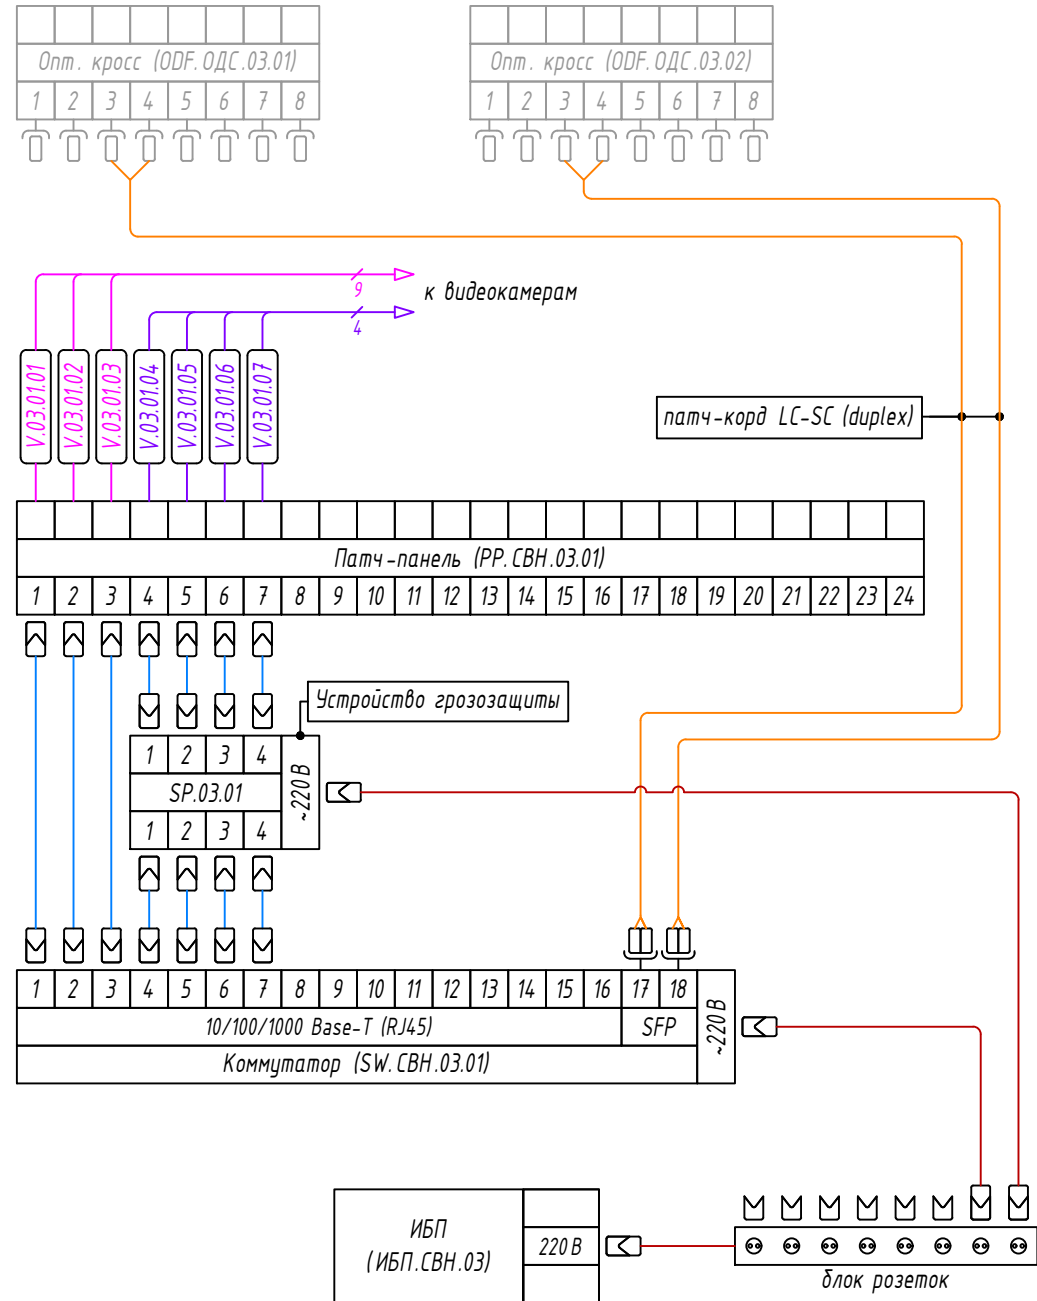 Опт. кросс (ODF.ОДС.03.01)
1 2 3 4 5 6 7 8
Опт. кросс (ODF.ОДС.03.02)
1 2 3 4 5 6 7 8
9
к видеокамерам
4
V.03.01.01
V.03.01.02
V.03.01.03
V.03.01.04
V.03.01.05
V.03.01.06
V.03.01.07
патч-корд LC-SC (duplex)
Патч-панель (PP.СВН.03.01)
1 2 3 4 5 6 7 8 9 10 11 12 13 14 15 16 17 18 19 20 21 22 23 24
Устройство грозозащиты
1 2 3 4
SP.03.01
1 2 3 4
~220 В
1 2 3 4 5 6 7 8 9 10 11 12 13 14 15 16 17 18
10/100/1000 Base-T (RJ45)
SFP
~220 В
Коммутатор (SW.СВН.03.01)
ИБП
(ИБП.СВН.03)
220 В
блок розеток